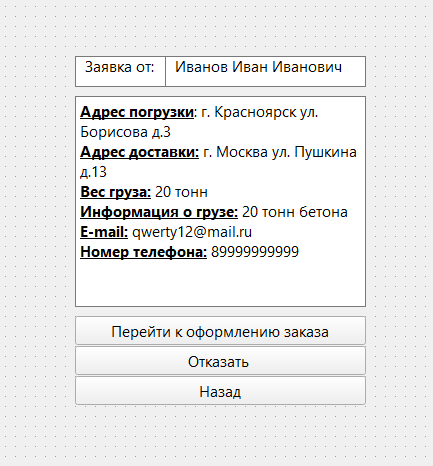 Заявка от: Иванов Иван Иванович
Адрес погрузки: г. Красноярск ул.
Борисова д.3
Адрес доставки: г. Москва ул. Пушкина
д.13
Вес груза: 20 тонн
Информация о грузе: 20 тонн бетона
E-mail: qwerty12@mail.ru
Номер телефона: 89999999999
Перейти к оформлению заказа
Отказать
Назад